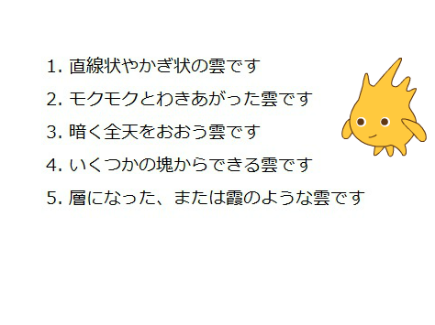 1. 直線状やかぎ状の雲です
2. モクモクとわきあがった雲です
3. 暗く全天をおおう雲です
4. いくつかの塊からできる雲です
5. 層になった、または霞のような雲です